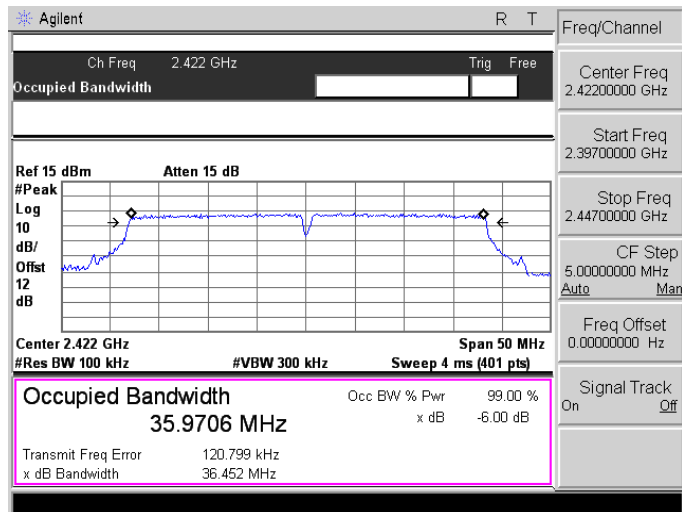 Agilent R T
Ch Freq 2.422 GHz Trig Free
Occupied Bandwidth
Ref 15 dBm Atten 15 dB
#Peak
Log
10
dB/
Offst
12
dB
Center 2.422 GHz Span 50 MHz
#Res BW 100 kHz #VBW 300 kHz Sweep 4 ms (401 pts)
Occupied Bandwidth Occ BW % Pwr 99.00 %
35.9706 MHz x dB -6.00 dB
Transmit Freq Error 120.799 kHz
x dB Bandwidth 36.452 MHz
Freq/Channel
Center Freq
2.42200000 GHz
Start Freq
2.39700000 GHz
Stop Freq
2.44700000 GHz
CF Step
5.00000000 MHz
Auto Man
Freq Offset
0.00000000 Hz
Signal Track
On Off